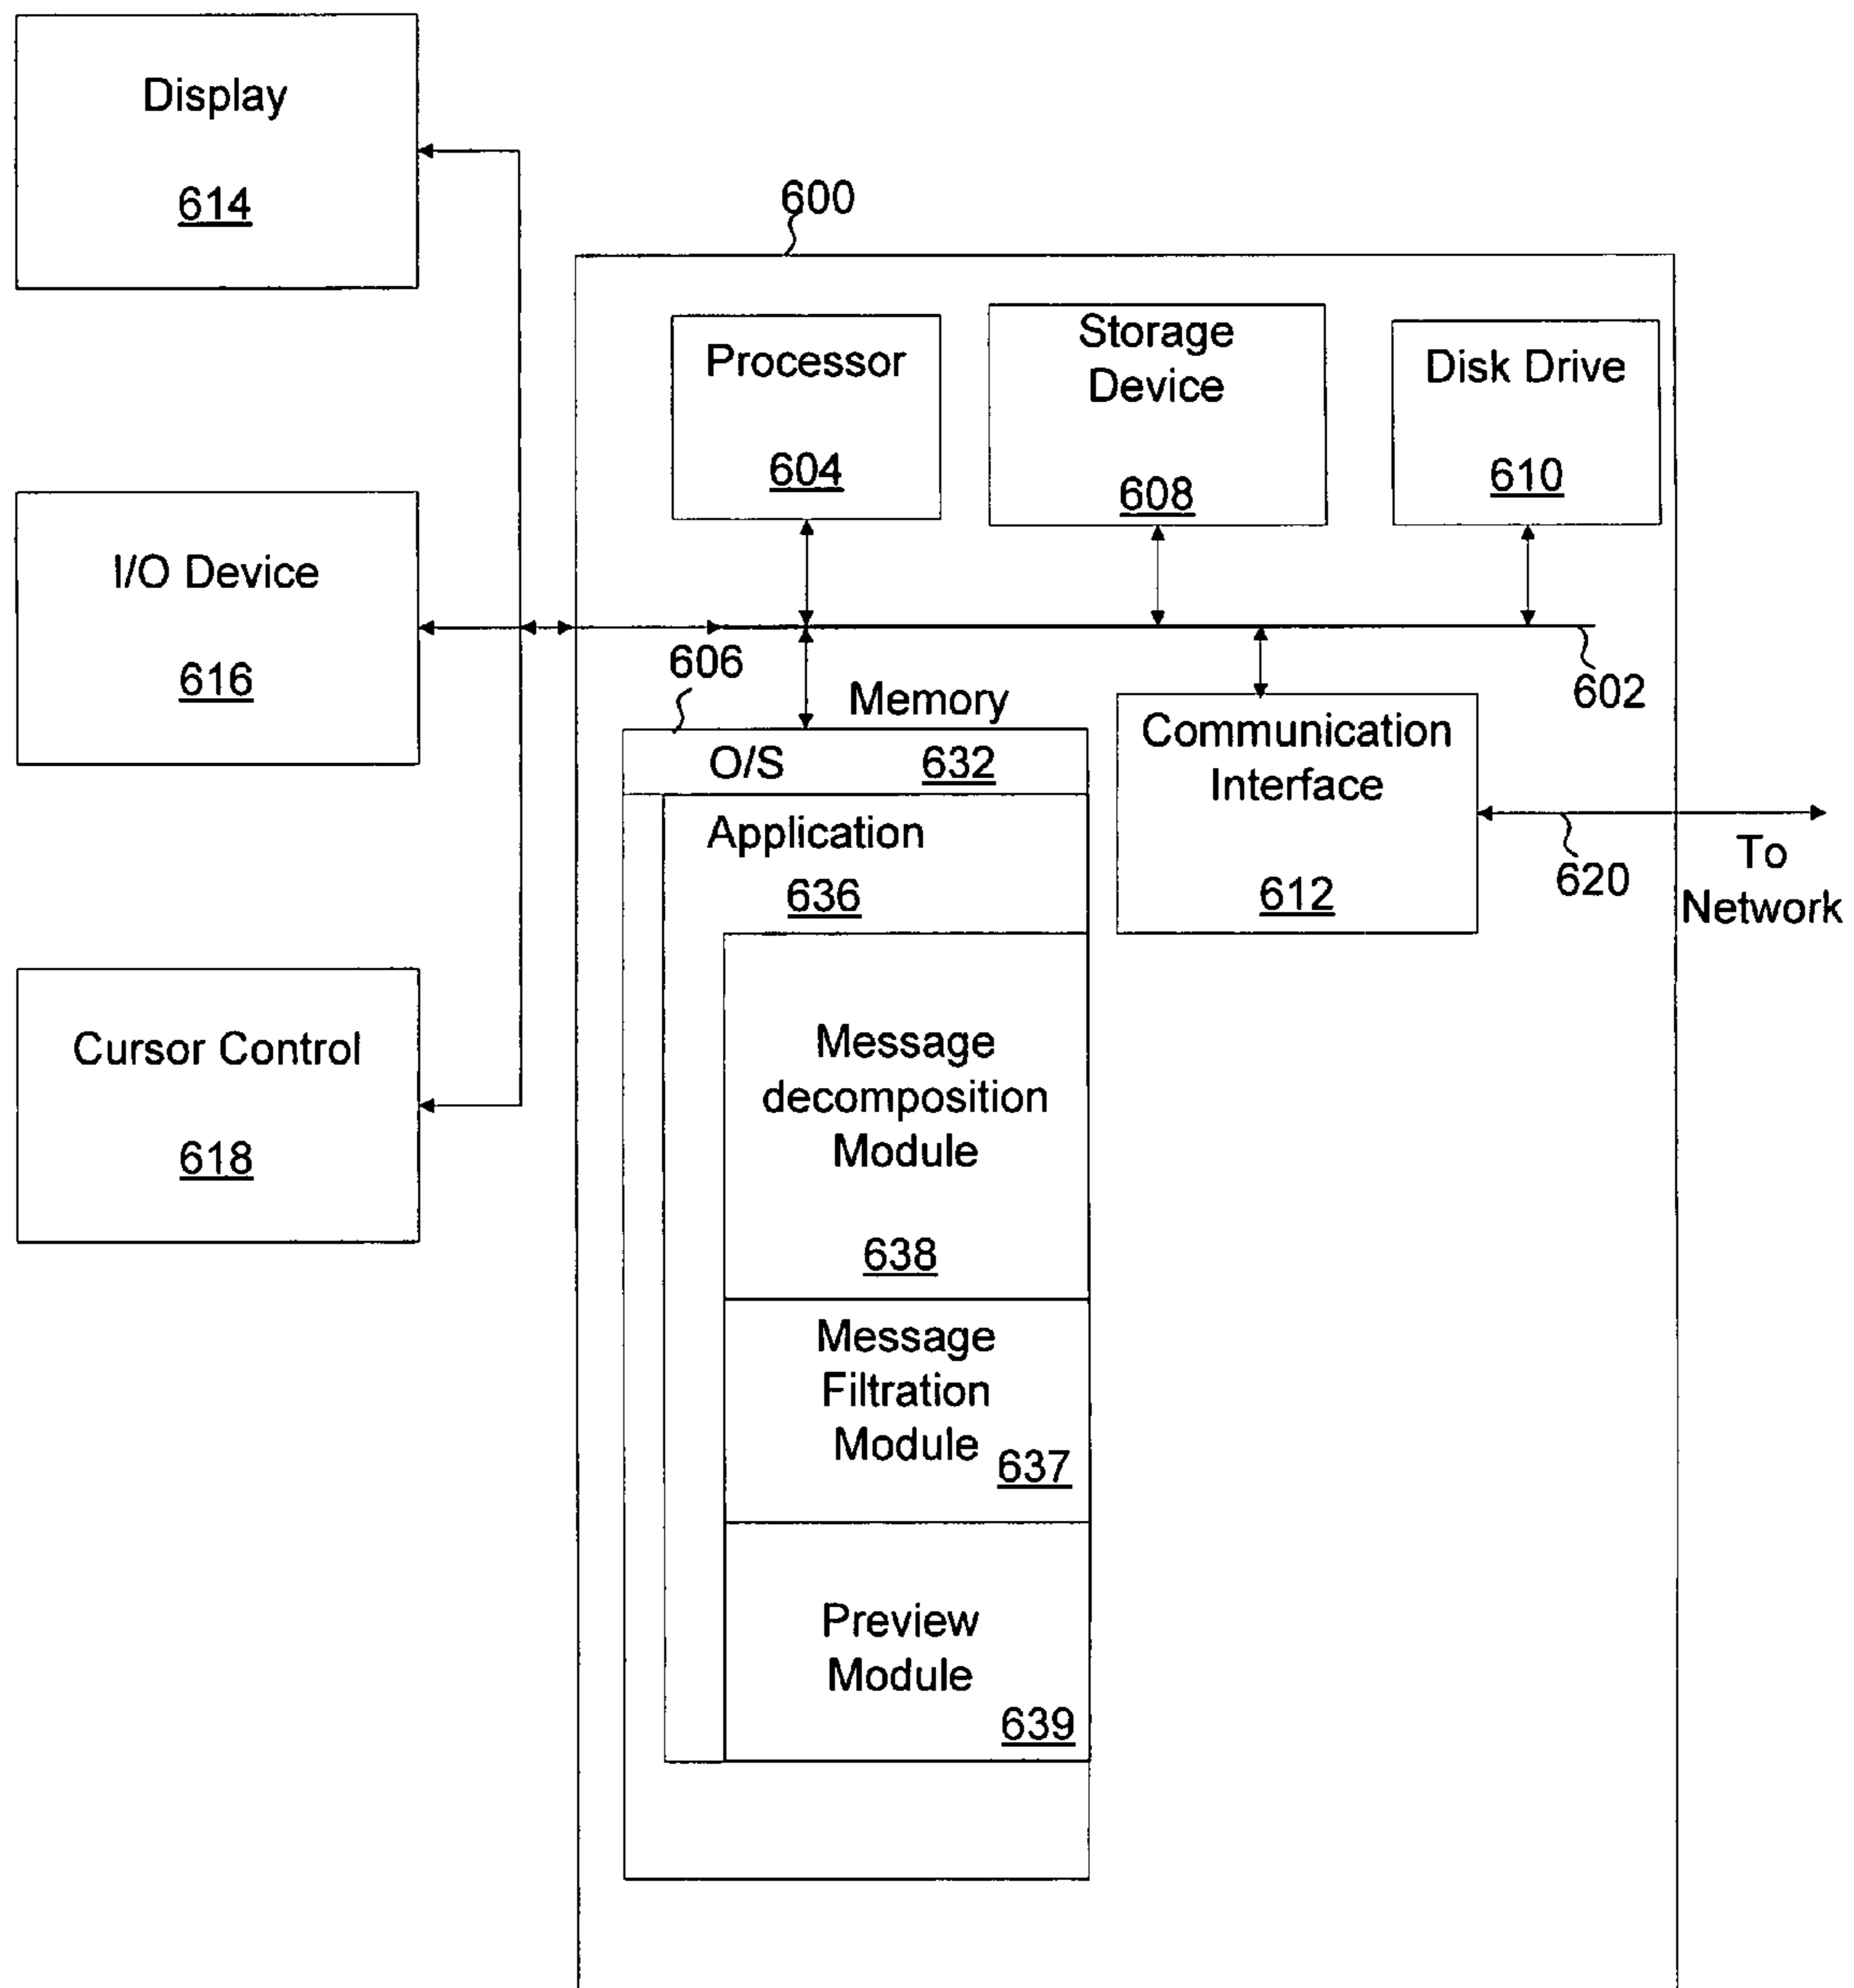 Display
614
600
Processor
604
Storage
Device
608
Disk Drive
610
I/O Device
616
602
606
Memory
O/S 632
Application
636
Communication
Interface
612
620
To
Network
Cursor Control
618
Message
decomposition
Module
638
Message
Filtration
Module
637
Preview
Module
639